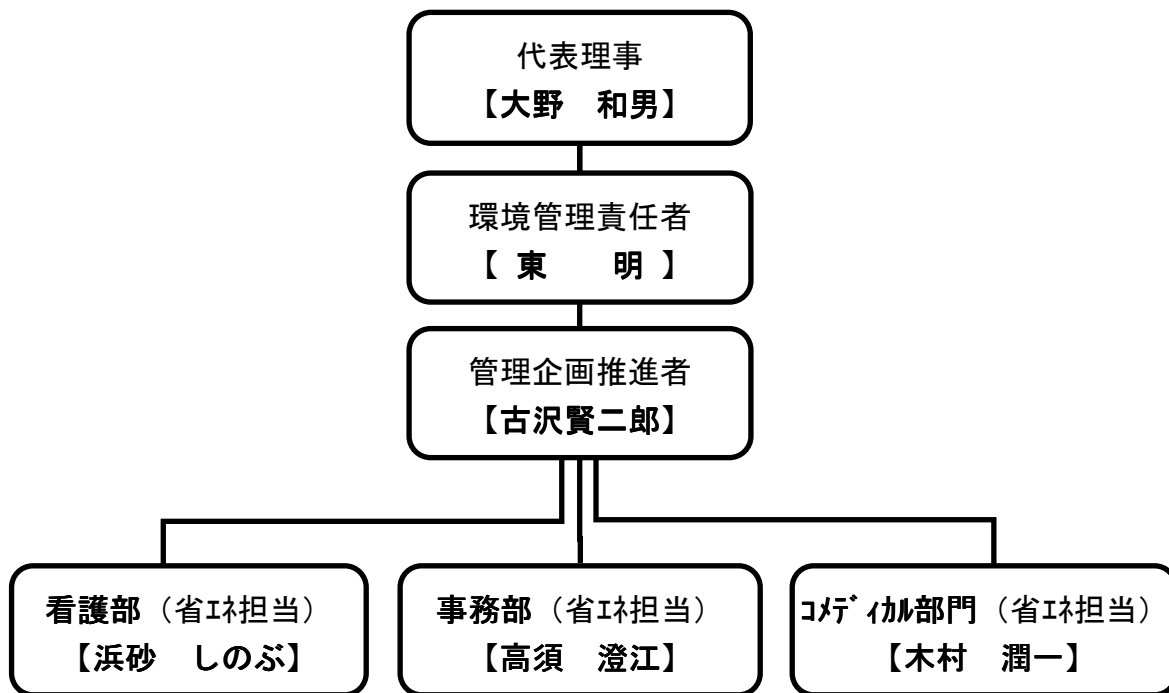 代表理事
【大野　和男】
環境管理責任者
【 東　　明 】
管理企画推進者
【古沢賢二郎】
看護部（省ｴﾈ担当）
【浜砂　しのぶ】
事務部（省ｴﾈ担当）
【高須　澄江】
ｺﾒﾃﾞｨｶﾙ部門（省ｴﾈ担当）
【木村　潤一】